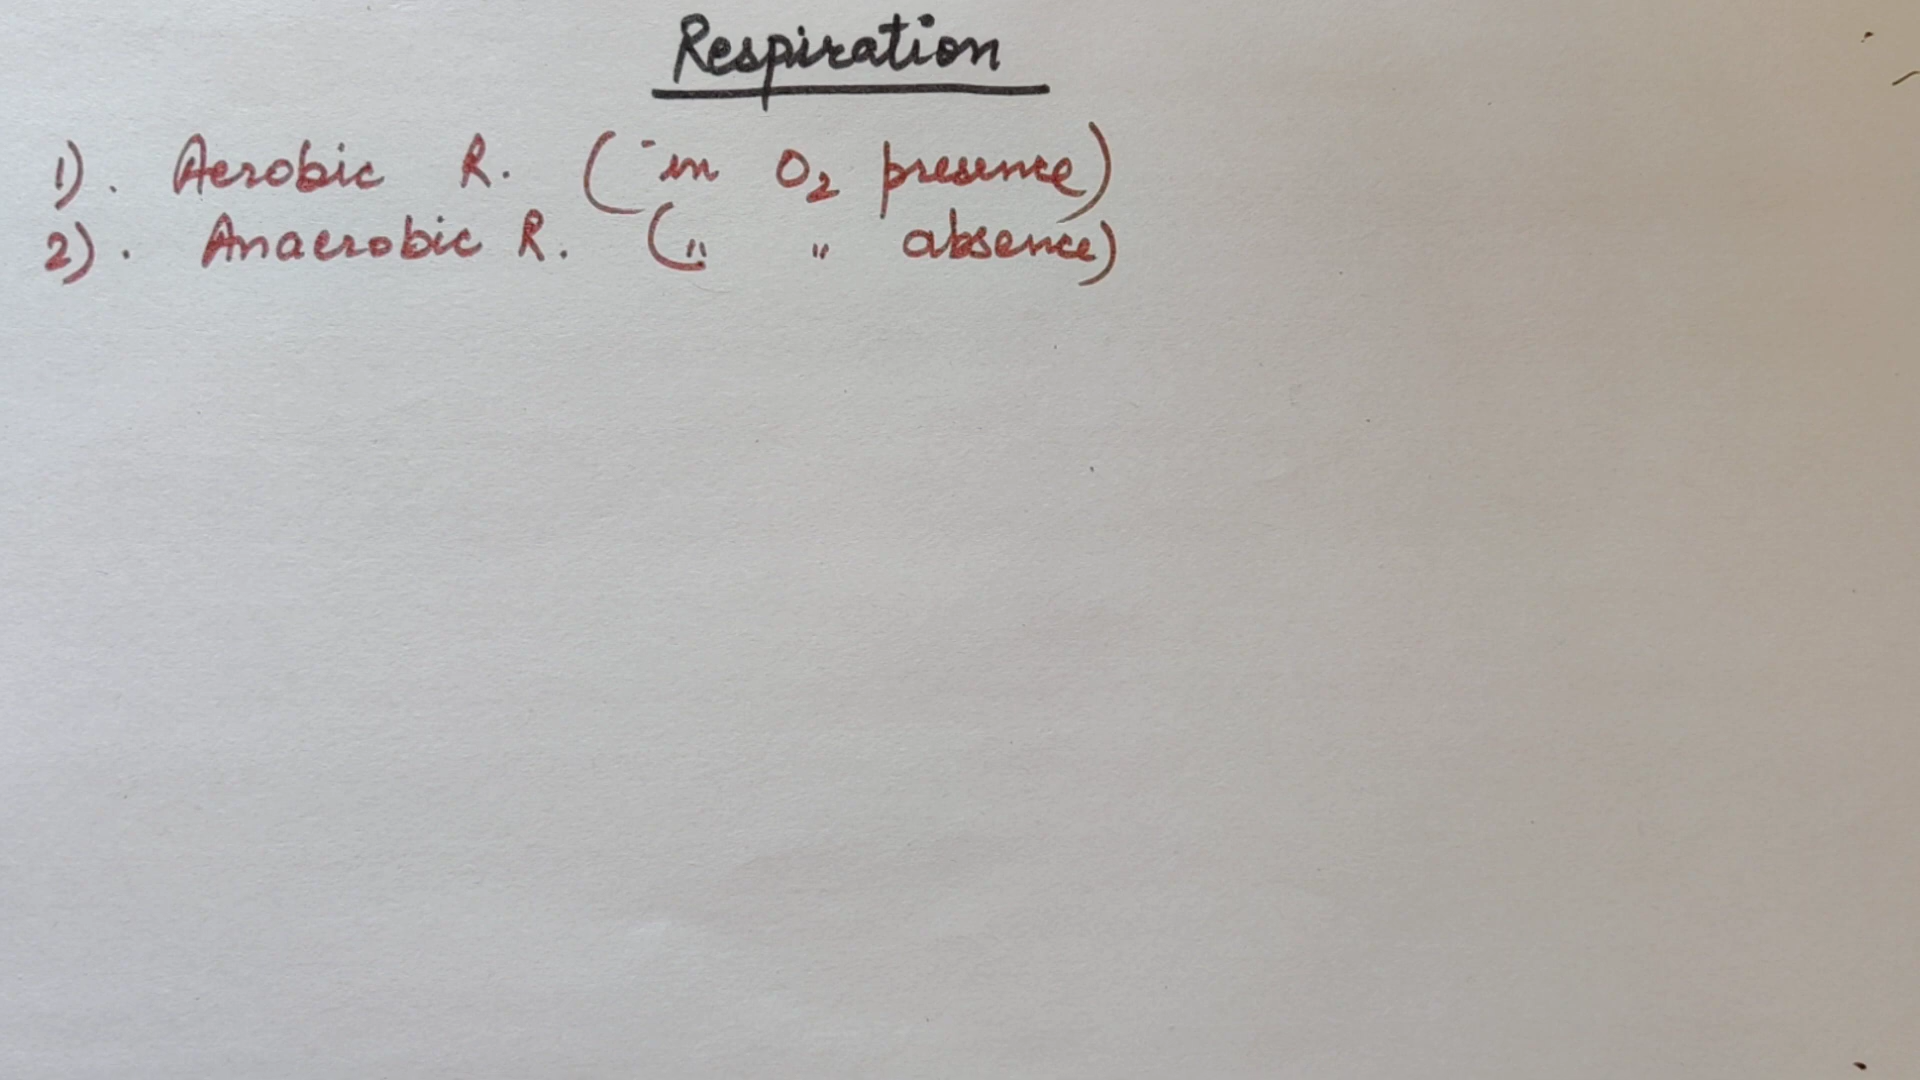 Respiration
1). Aerobic R. (in O₂ presence)
2). Anaerobic R. (" " absence)